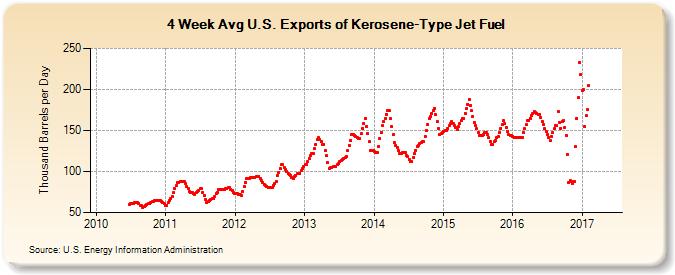 4 Week Avg U.S. Exports of Kerosene-Type Jet Fuel
Thousand Barrels per Day
250
200
150
100
50
2010 2011 2012 2013 2014 2015 2016 2017
Source: U.S. Energy Information Administration